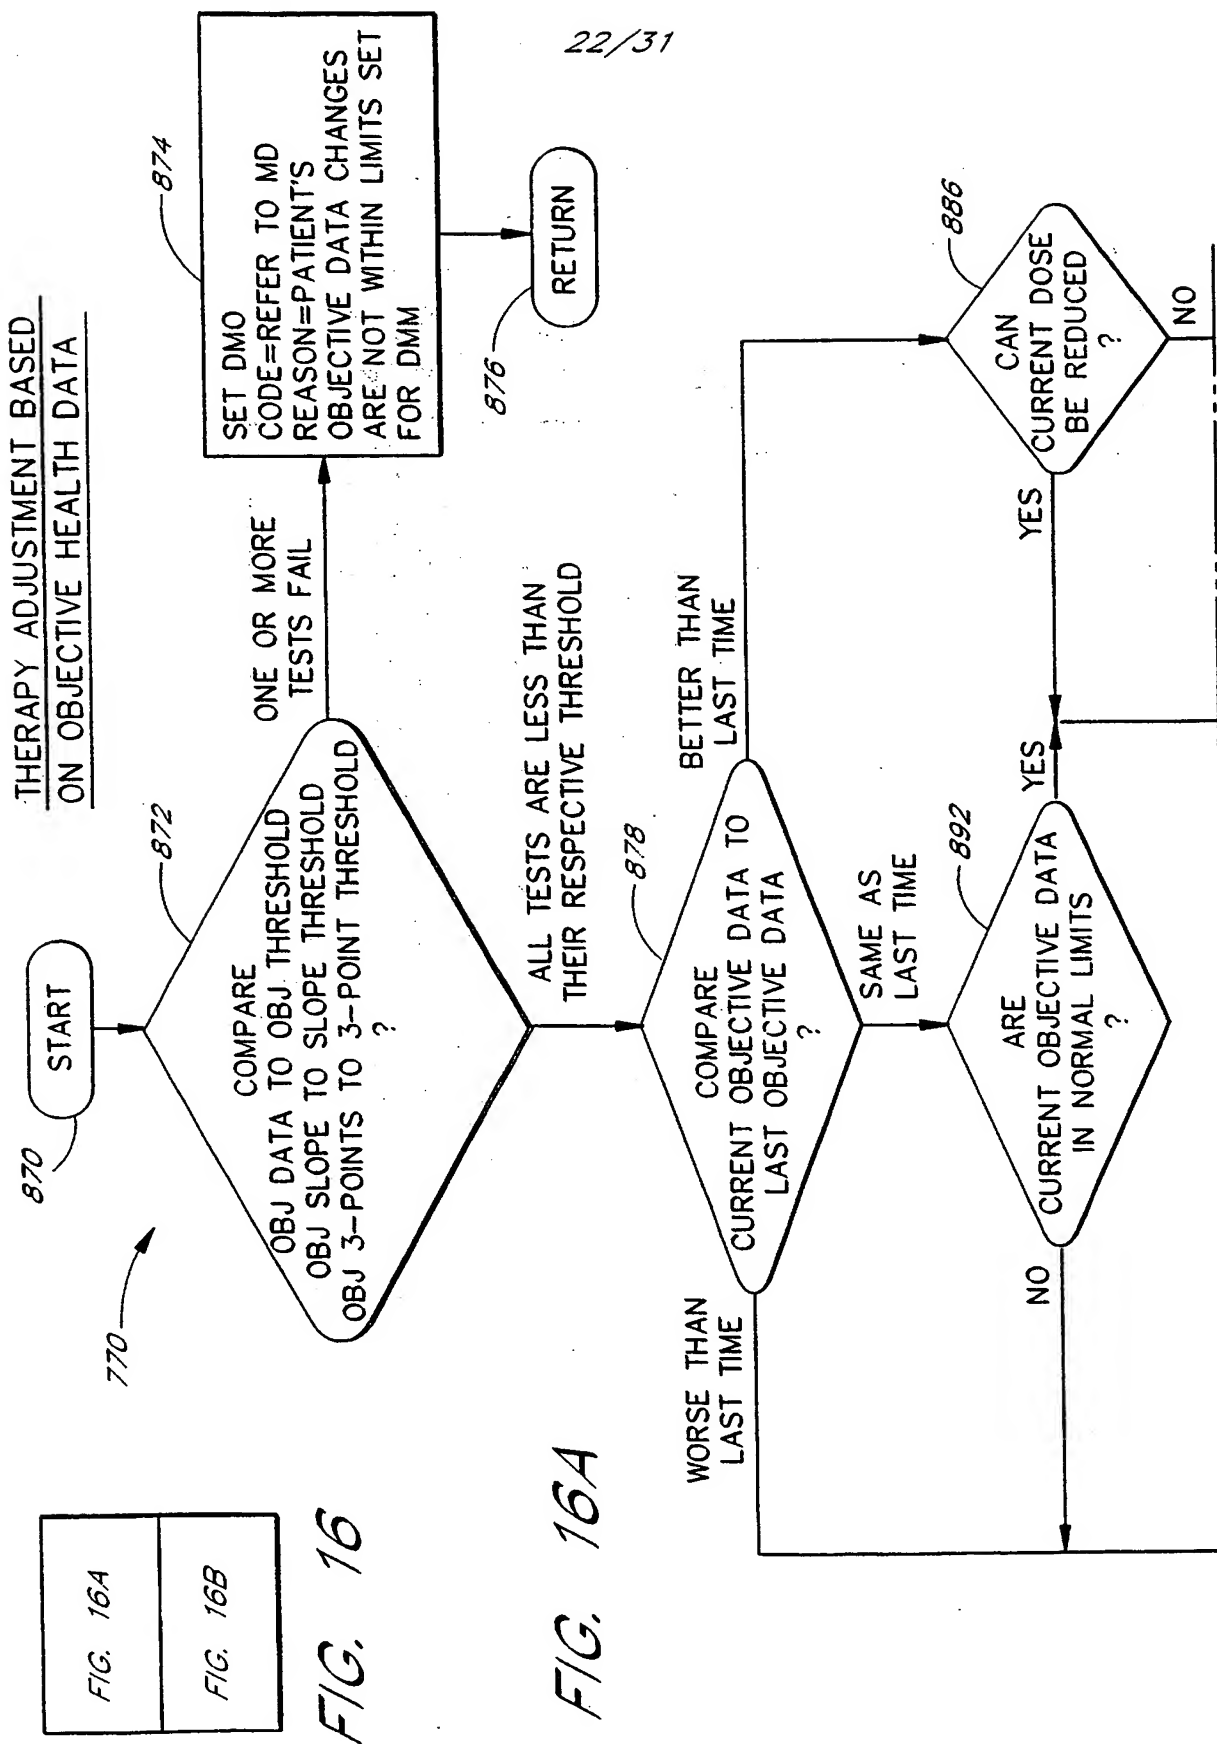 22/31
THERAPY ADJUSTMENT BASED
ON OBJECTIVE HEALTH DATA
FIG. 16A
FIG. 16B
FIG. 16
770
870
START
872
COMPARE
OBJ DATA TO OBJ THRESHOLD
OBJ SLOPE TO SLOPE THRESHOLD
OBJ 3-POINTS TO 3-POINT THRESHOLD
?
ONE OR MORE
TESTS FAIL
874
SET DMO
CODE=REFER TO MD
REASON=PATIENT'S
OBJECTIVE DATA CHANGES
ARE NOT WITHIN LIMITS SET
FOR DMM
876
RETURN
FIG. 16A
ALL TESTS ARE LESS THAN
THEIR RESPECTIVE THRESHOLD
878
COMPARE
CURRENT OBJECTIVE DATA TO
LAST OBJECTIVE DATA
?
WORSE THAN
LAST TIME
SAME AS
LAST TIME
BETTER THAN
LAST TIME
892
ARE
CURRENT OBJECTIVE DATA
IN NORMAL LIMITS
?
NO
YES
886
CAN
CURRENT DOSE
BE REDUCED
?
YES
NO